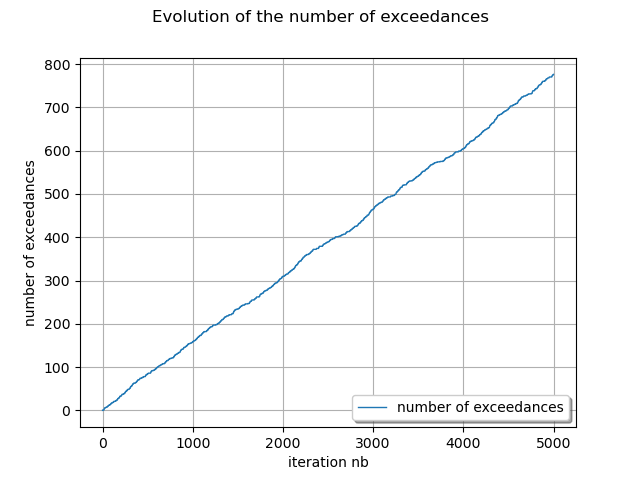 Evolution of the number of exceedances
800
700
600
500
400
300
200
100
0
number of exceedances
number of exceedances
0 1000 2000 3000 4000 5000
iteration nb